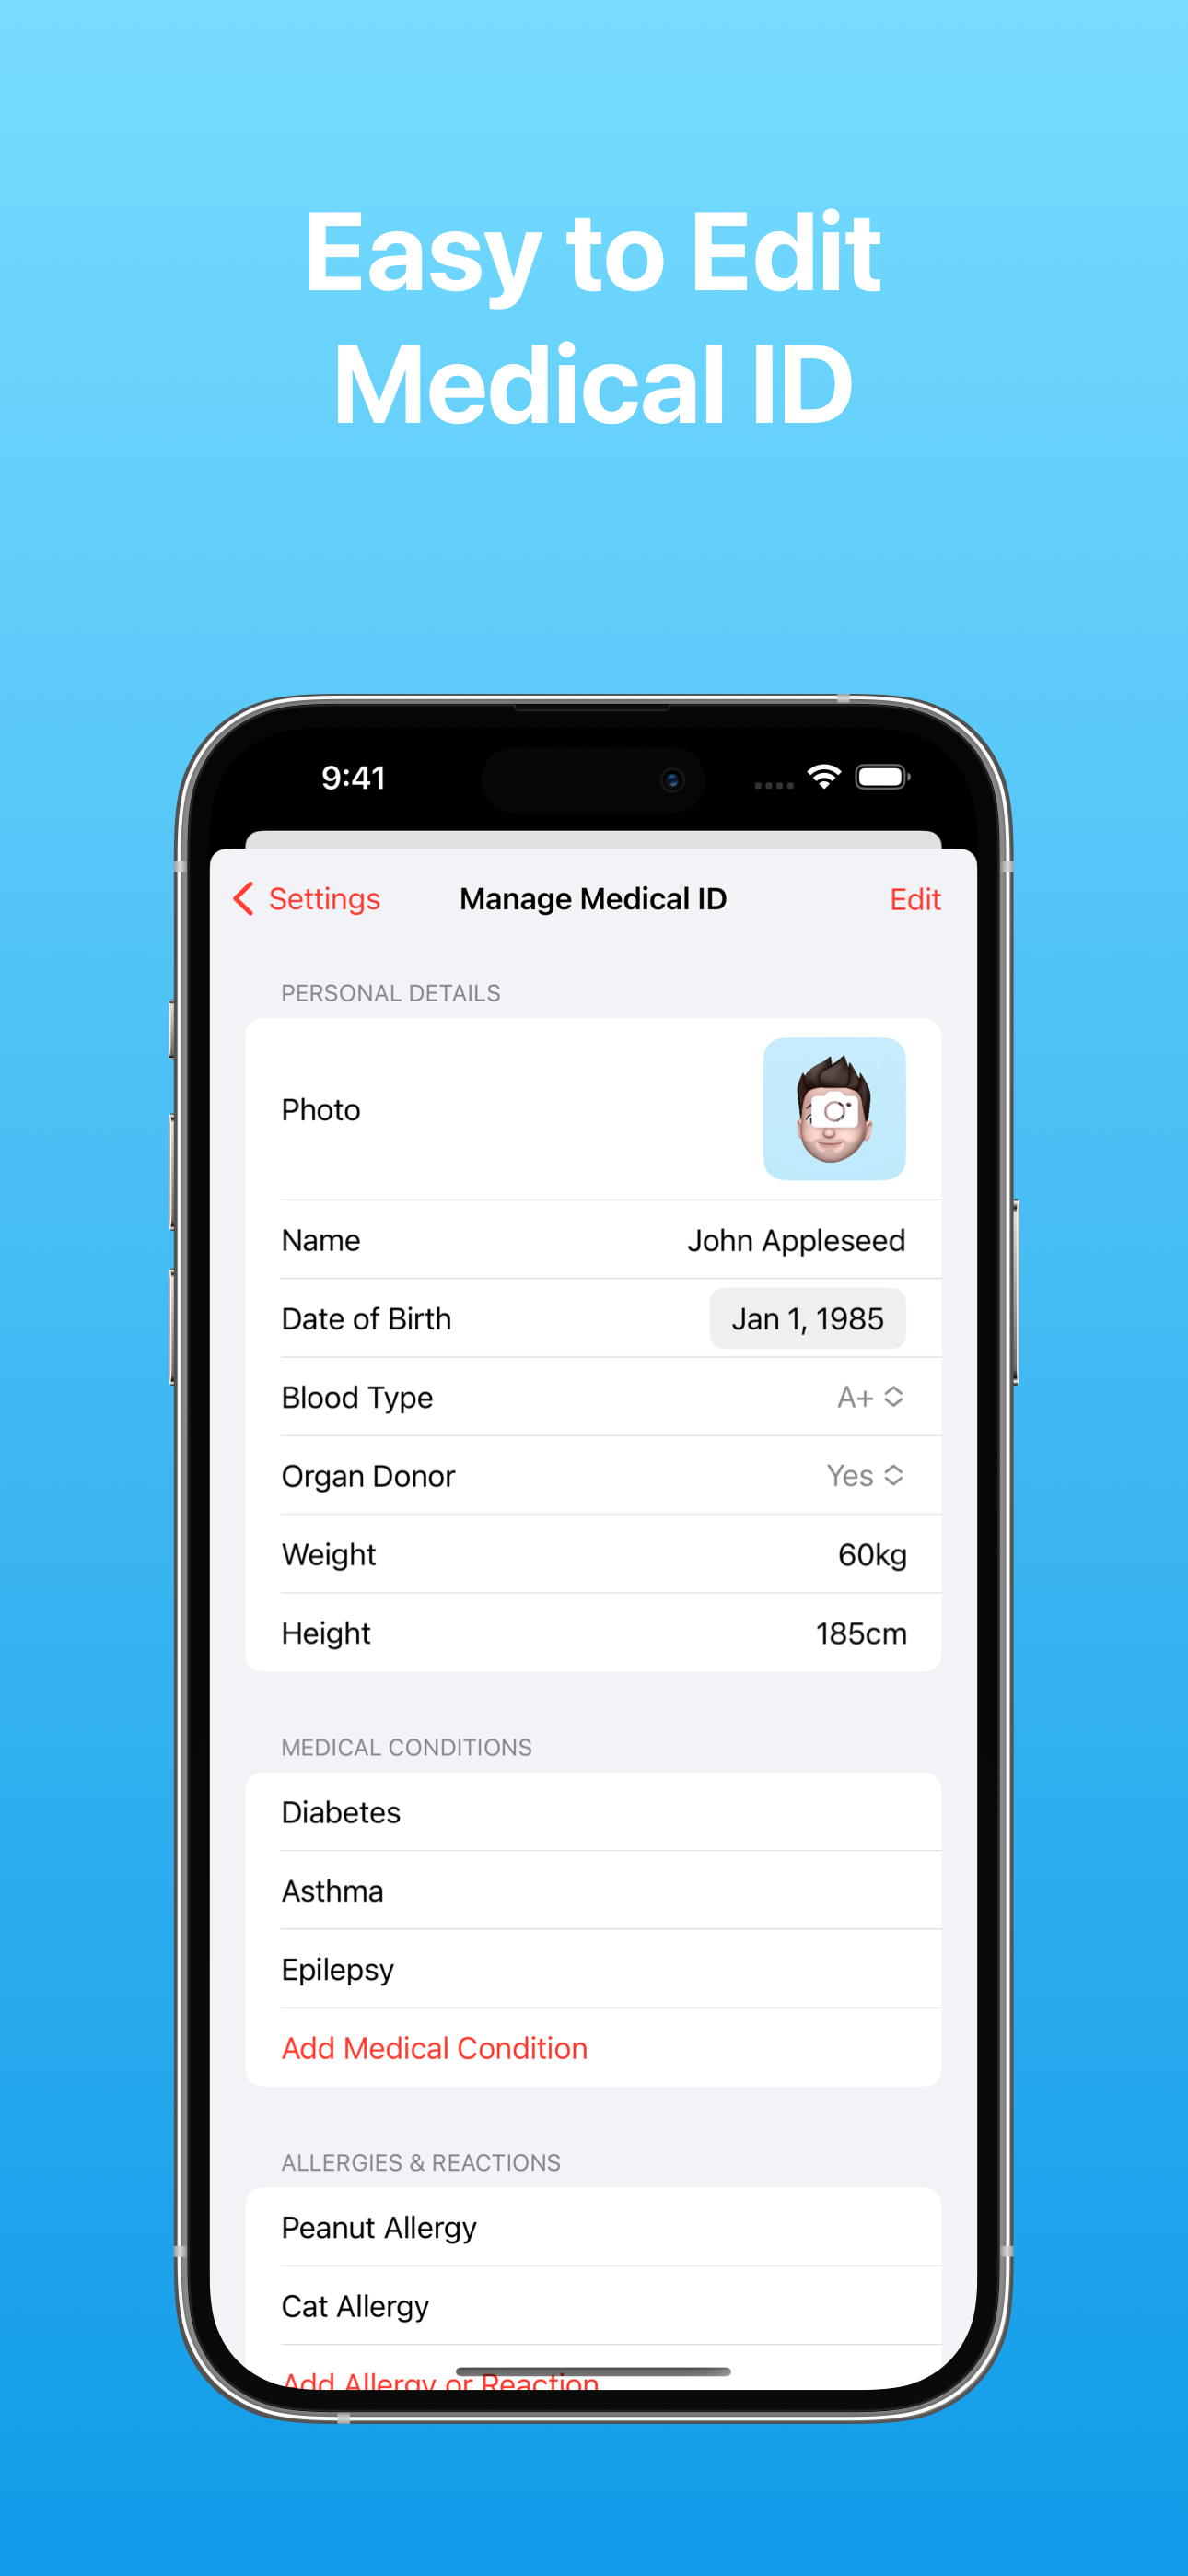 Easy to Edit
Medical ID
9:41
Settings Manage Medical ID Edit
PERSONAL DETAILS
Photo
Name John Appleseed
Date of Birth Jan 1, 1985
Blood Type A+
Organ Donor Yes
Weight 60kg
Height 185cm
MEDICAL CONDITIONS
Diabetes
Asthma
Epilepsy
Add Medical Condition
ALLERGIES & REACTIONS
Peanut Allergy
Cat Allergy
Add Allergy or Reaction